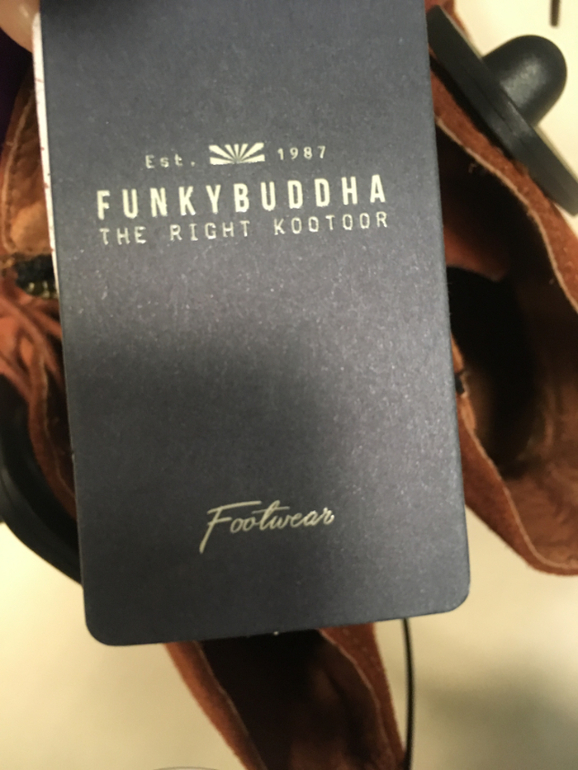 Est. 1987
FUNKYBUDDHA
THE RIGHT KOOTOOR
Footwear